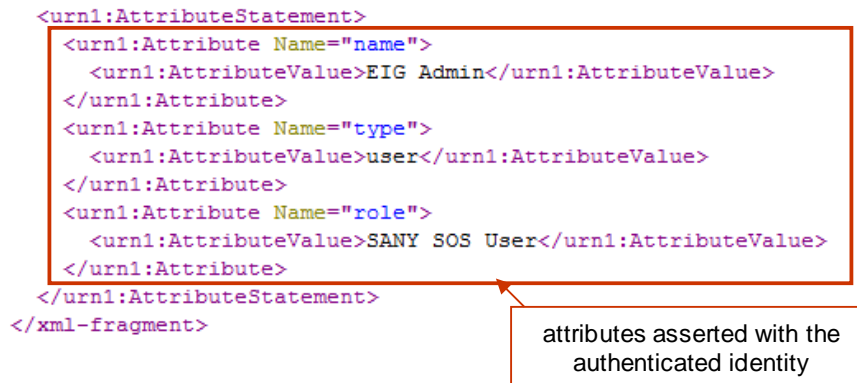 <urn1:AttributeStatement>
<urn1:Attribute Name="name">
<urn1:AttributeValue>EIG Admin</urn1:AttributeValue>
</urn1:Attribute>
<urn1:Attribute Name="type">
<urn1:AttributeValue>user</urn1:AttributeValue>
</urn1:Attribute>
<urn1:Attribute Name="role">
<urn1:AttributeValue>SANY SOS User</urn1:AttributeValue>
</urn1:Attribute>
</urn1:AttributeStatement>
</xml-fragment>
attributes asserted with the
authenticated identity